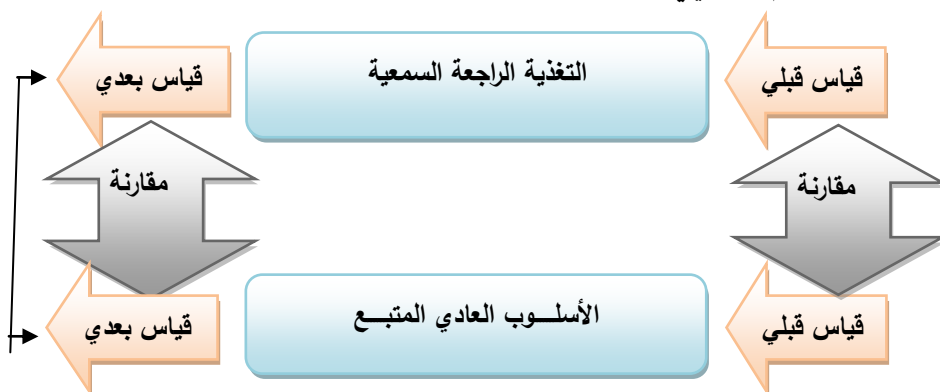 قياس قبلي
التغذية الراجعة السمعية
قياس بعدي
مقارنة
مقارنة
قياس قبلي
الأسلـــوب العادي المتبـــع
قياس بعدي